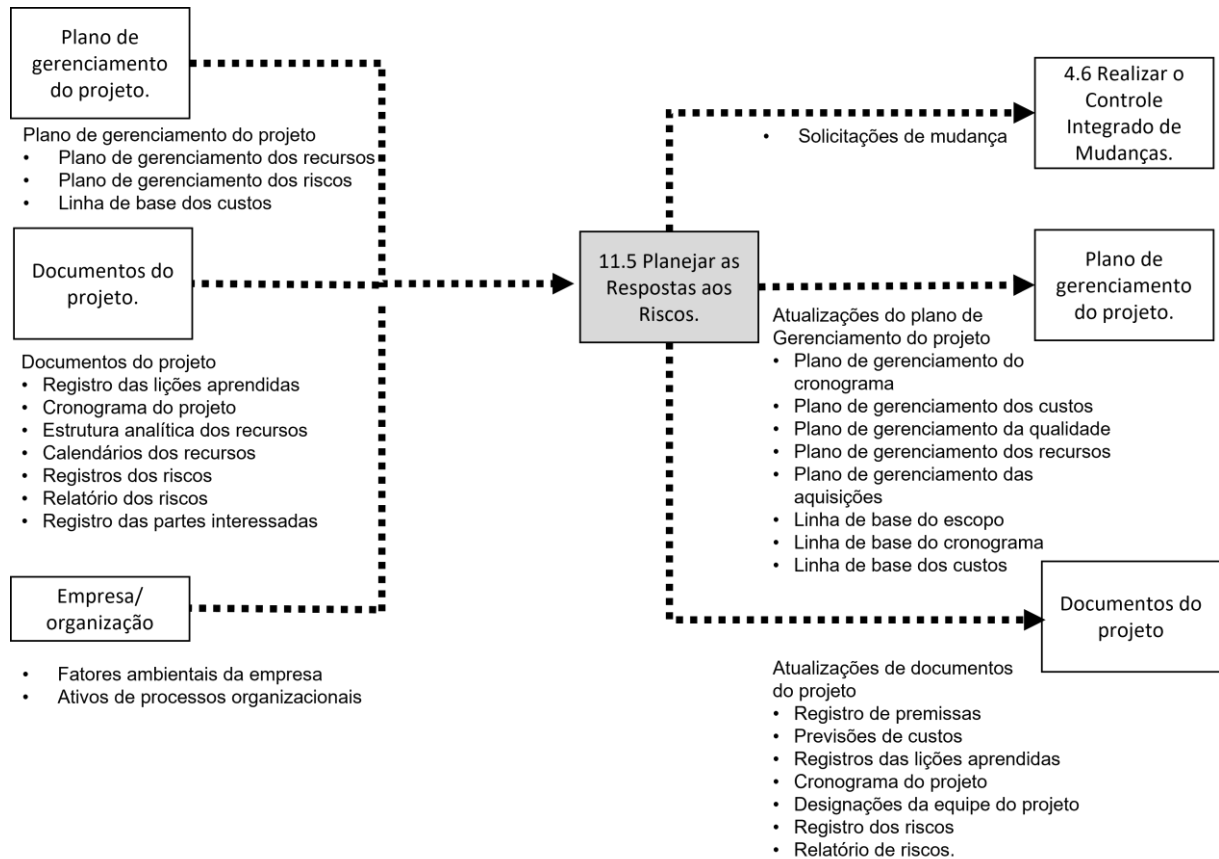 Plano de
gerenciamento
do projeto.
Plano de gerenciamento do projeto
• Plano de gerenciamento dos recursos
• Plano de gerenciamento dos riscos
• Linha de base dos custos
Documentos do
projeto.
Documentos do projeto
• Registro das lições aprendidas
• Cronograma do projeto
• Estrutura analítica dos recursos
• Calendários dos recursos
• Registros dos riscos
• Relatório dos riscos
• Registro das partes interessadas
Empresa/
organização
• Fatores ambientais da empresa
• Ativos de processos organizacionais
11.5 Planejar as
Respostas aos
Riscos.
• Solicitações de mudança
4.6 Realizar o
Controle
Integrado de
Mudanças.
Plano de
gerenciamento
do projeto.
Atualizações do plano de
Gerenciamento do projeto
• Plano de gerenciamento do
cronograma
• Plano de gerenciamento dos custos
• Plano de gerenciamento da qualidade
• Plano de gerenciamento dos recursos
• Plano de gerenciamento das
aquisições
• Linha de base do escopo
• Linha de base do cronograma
• Linha de base dos custos
Documentos do
projeto
Atualizações de documentos
do projeto
• Registro de premissas
• Previsões de custos
• Registros das lições aprendidas
• Cronograma do projeto
• Designações da equipe do projeto
• Registro dos riscos
• Relatório de riscos.